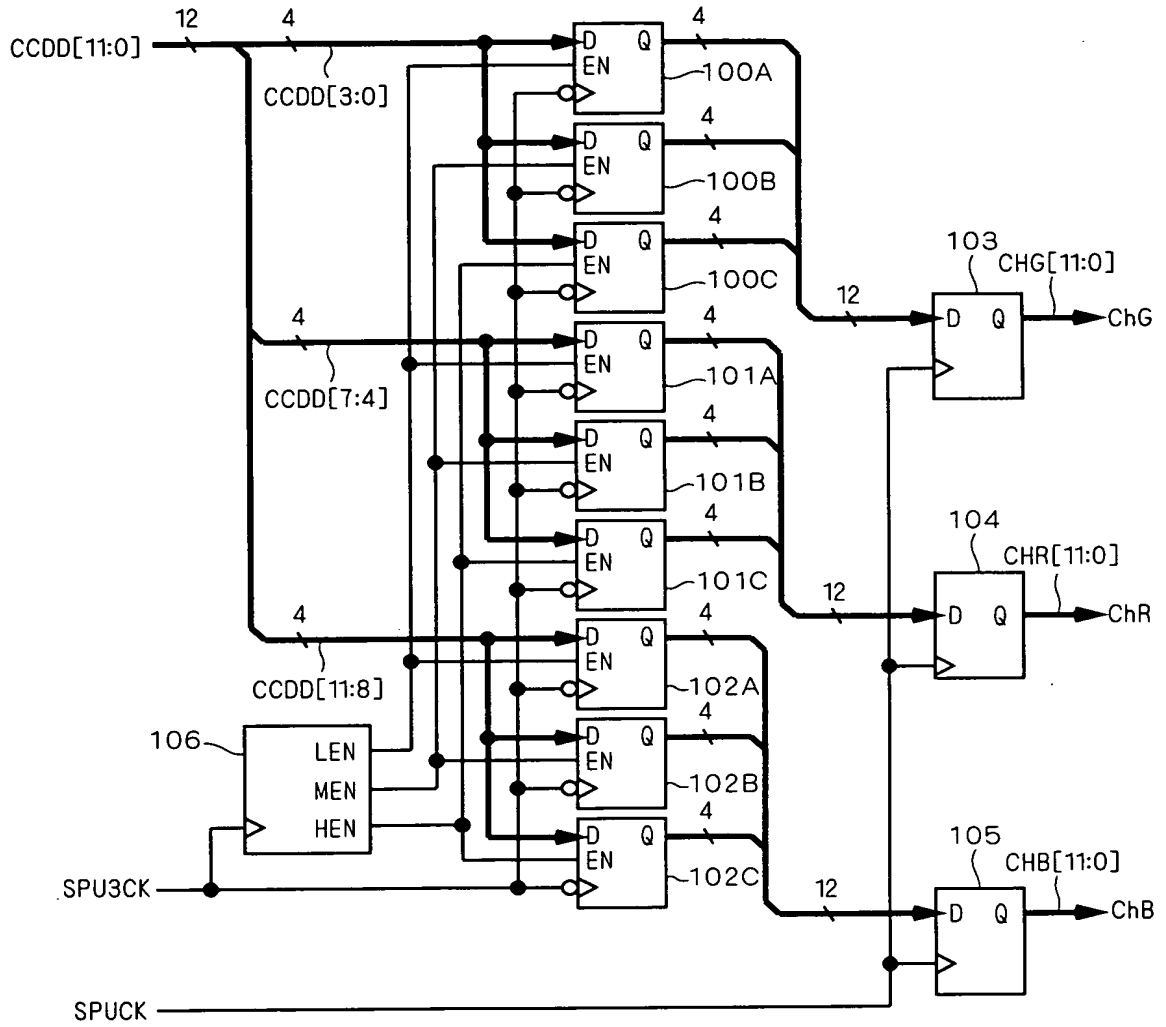 CCDD[11:0]
12
4
CCDD[3:0]
D Q
EN
4
100A
D Q
EN
4
100B
D Q
EN
4
100C
4
CCDD[7:4]
D Q
EN
4
101A
D Q
EN
4
101B
D Q
EN
4
101C
4
CCDD[11:8]
D Q
EN
4
102A
D Q
EN
4
102B
D Q
EN
4
102C
12
103
D Q
CHG[11:0]
ChG
12
104
D Q
CHR[11:0]
ChR
12
105
D Q
CHB[11:0]
ChB
106
LEN
MEN
HEN
SPU3CK
SPUCK